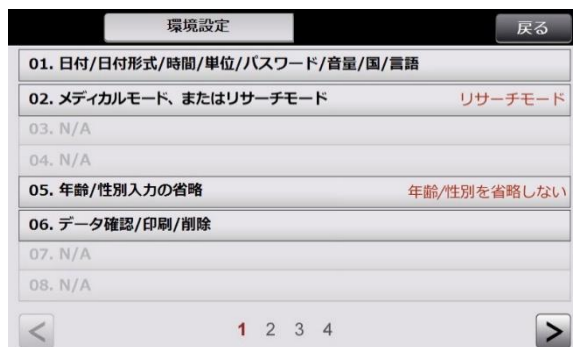 環境設定
戻る
01. 日付/日付形式/時間/単位/パスワード/音量/国/言語
02. メディカルモード、またはリサーチモード リサーチモード
03. N/A
04. N/A
05. 年齢/性別入力の省略 年齢/性別を省略しない
06. データ確認/印刷/削除
07. N/A
08. N/A
< 1 2 3 4 >